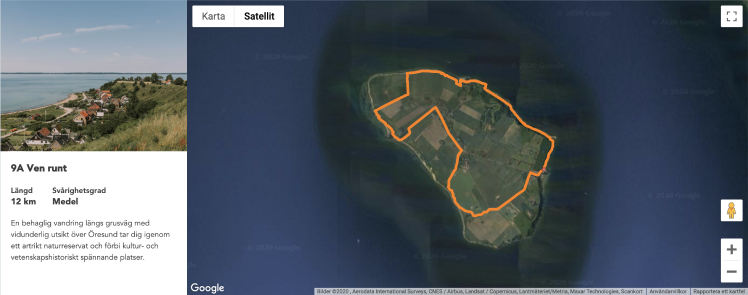 Karta
Satellit
9A Ven runt
Längd
Svårighetsgrad
12 km
Medel
En behaglig vandring längs grusväg med
vidunderlig utsikt över Öresund tar dig igenom
ett artrikt naturreservat och förbi kultur- och
vetenskapshistoriskt spännande platser.
Google
Bilder ©2020 , Aerodata International Surveys, CNES / Airbus, Landsat / Copernicus, Lantmäteriet/Metria, Maxar Technologies, Scankort
Användarvillkor
Rapportera ett kartfel